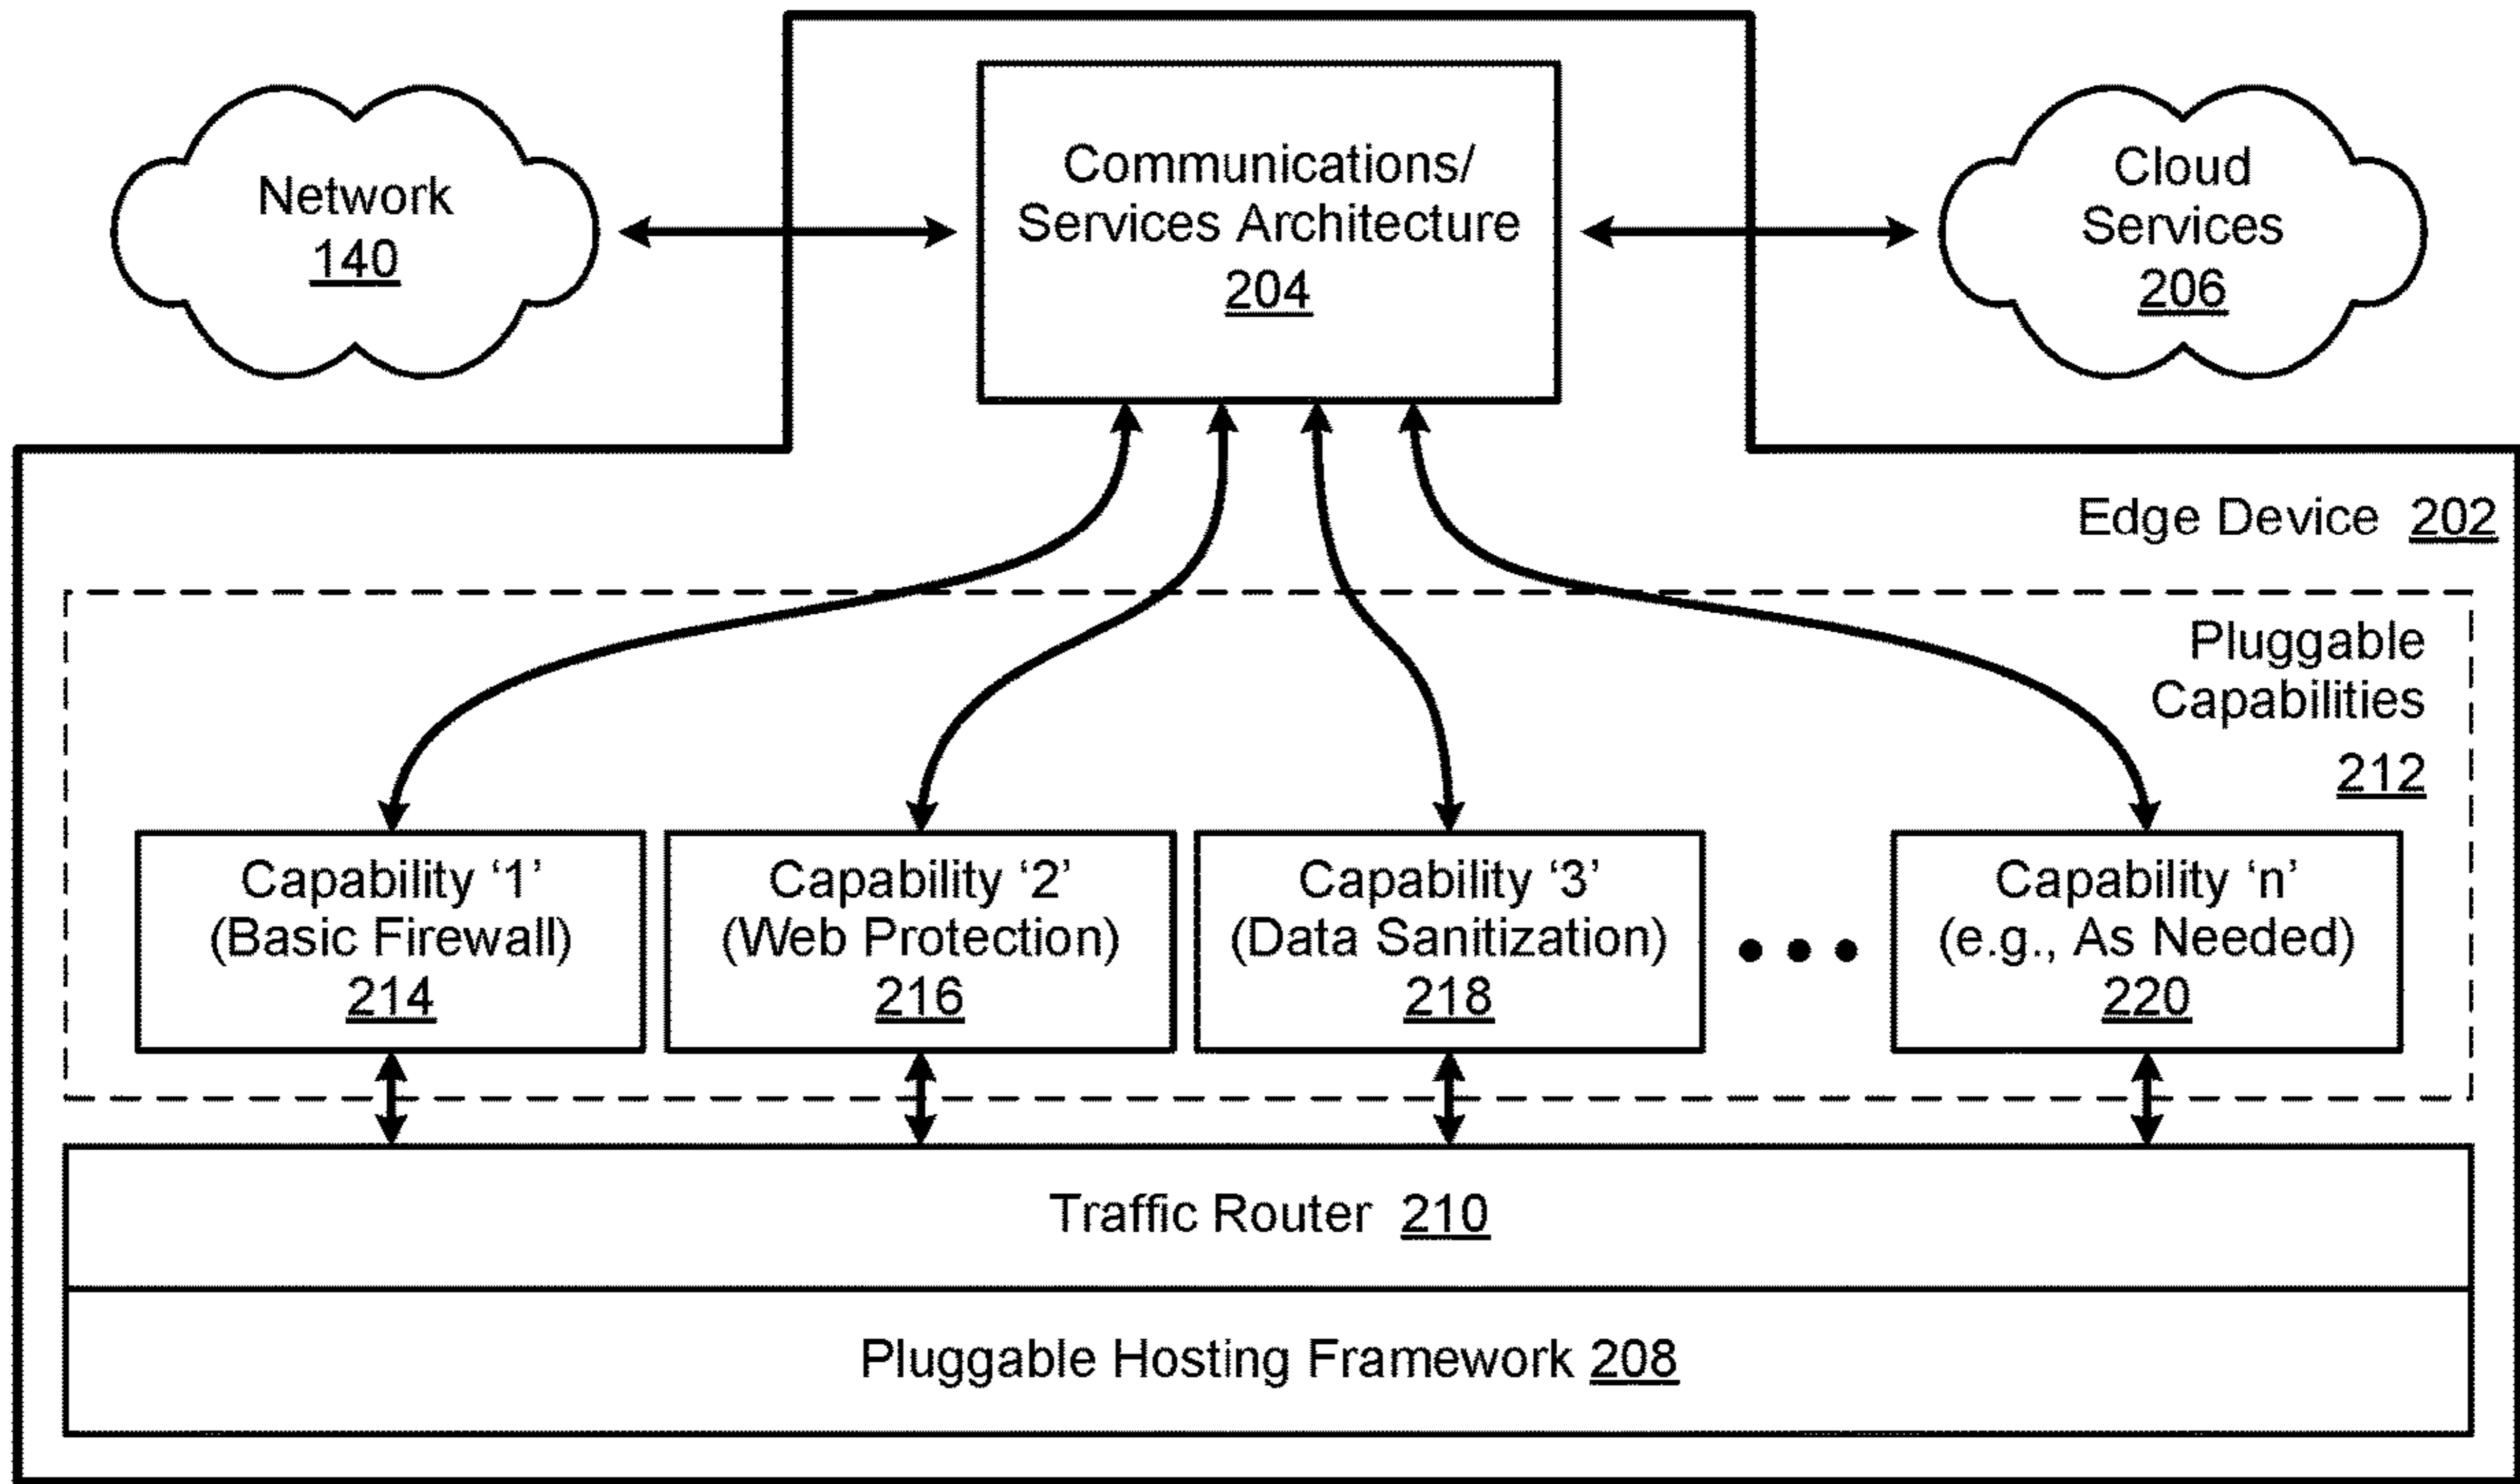 Network
140
Communications/
Services Architecture
204
Cloud
Services
206
Edge Device 202
Pluggable
Capabilities
212
Capability ‘1’
(Basic Firewall)
214
Capability ‘2’
(Web Protection)
216
Capability ‘3’
(Data Sanitization)
218
Capability ‘n’
(e.g., As Needed)
220
Traffic Router 210
Pluggable Hosting Framework 208